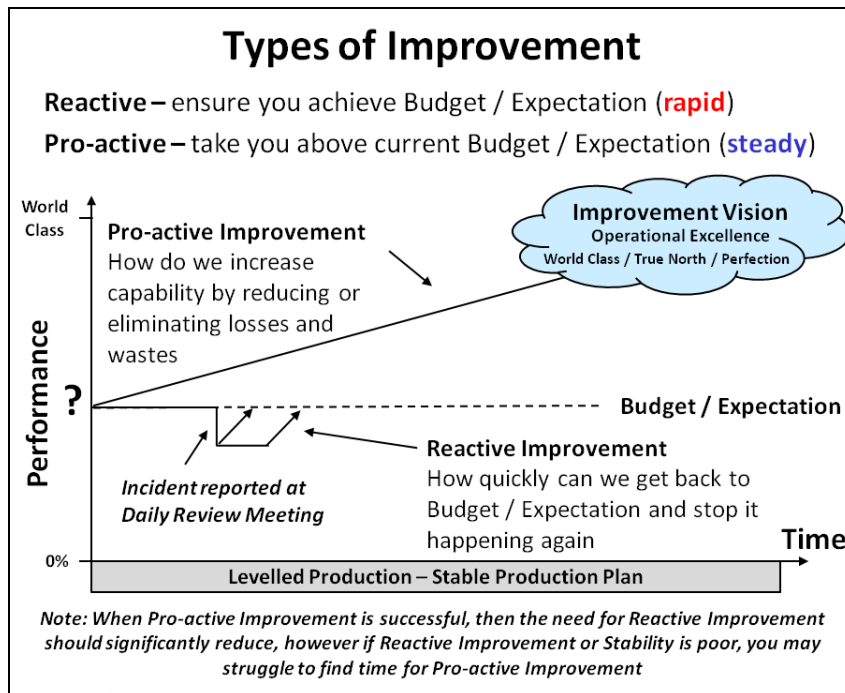 Types of Improvement
Reactive – ensure you achieve Budget / Expectation (rapid)
Pro-active – take you above current Budget / Expectation (steady)
World
Class
Pro-active Improvement
How do we increase
capability by reducing or
eliminating losses and
wastes
Improvement Vision
Operational Excellence
World Class / True North / Perfection
Performance
?
Budget / Expectation
Incident reported at
Daily Review Meeting
Reactive Improvement
How quickly can we get back to
Budget / Expectation and stop it
happening again
Time
0%
Levelled Production – Stable Production Plan
Note: When Pro-active Improvement is successful, then the need for Reactive Improvement
should significantly reduce, however if Reactive Improvement or Stability is poor, you may
struggle to find time for Pro-active Improvement